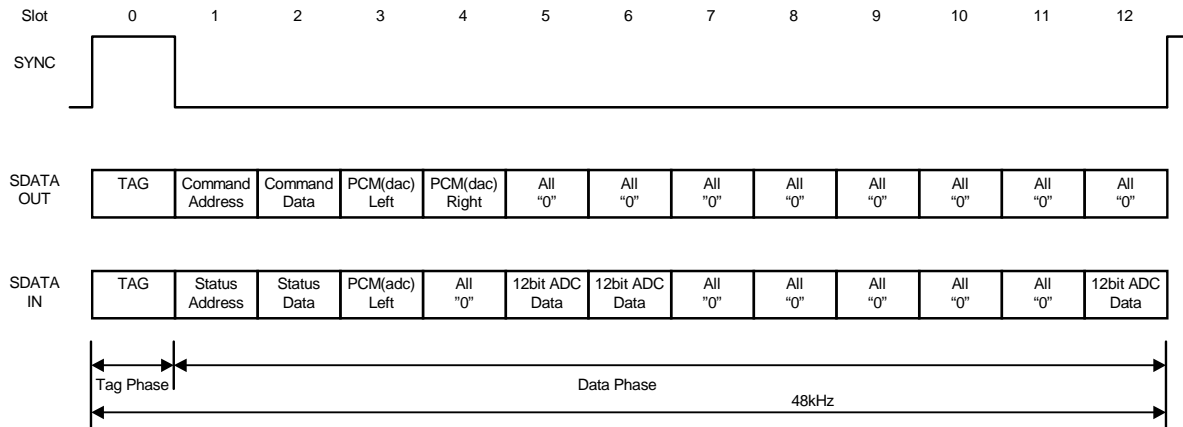 Slot 0 1 2 3 4 5 6 7 8 9 10 11 12
SYNC
SDATA OUT
TAG
Command Address
Command Data
PCM(dac) Left
PCM(dac) Right
All “0”
All “0”
All ”0”
All “0”
All “0”
All “0”
All “0”
All “0”
SDATA IN
TAG
Status Address
Status Data
PCM(adc) Left
All ”0”
12bit ADC Data
12bit ADC Data
All ”0”
All “0”
All “0”
All “0”
All “0”
12bit ADC Data
Tag Phase
Data Phase
48kHz